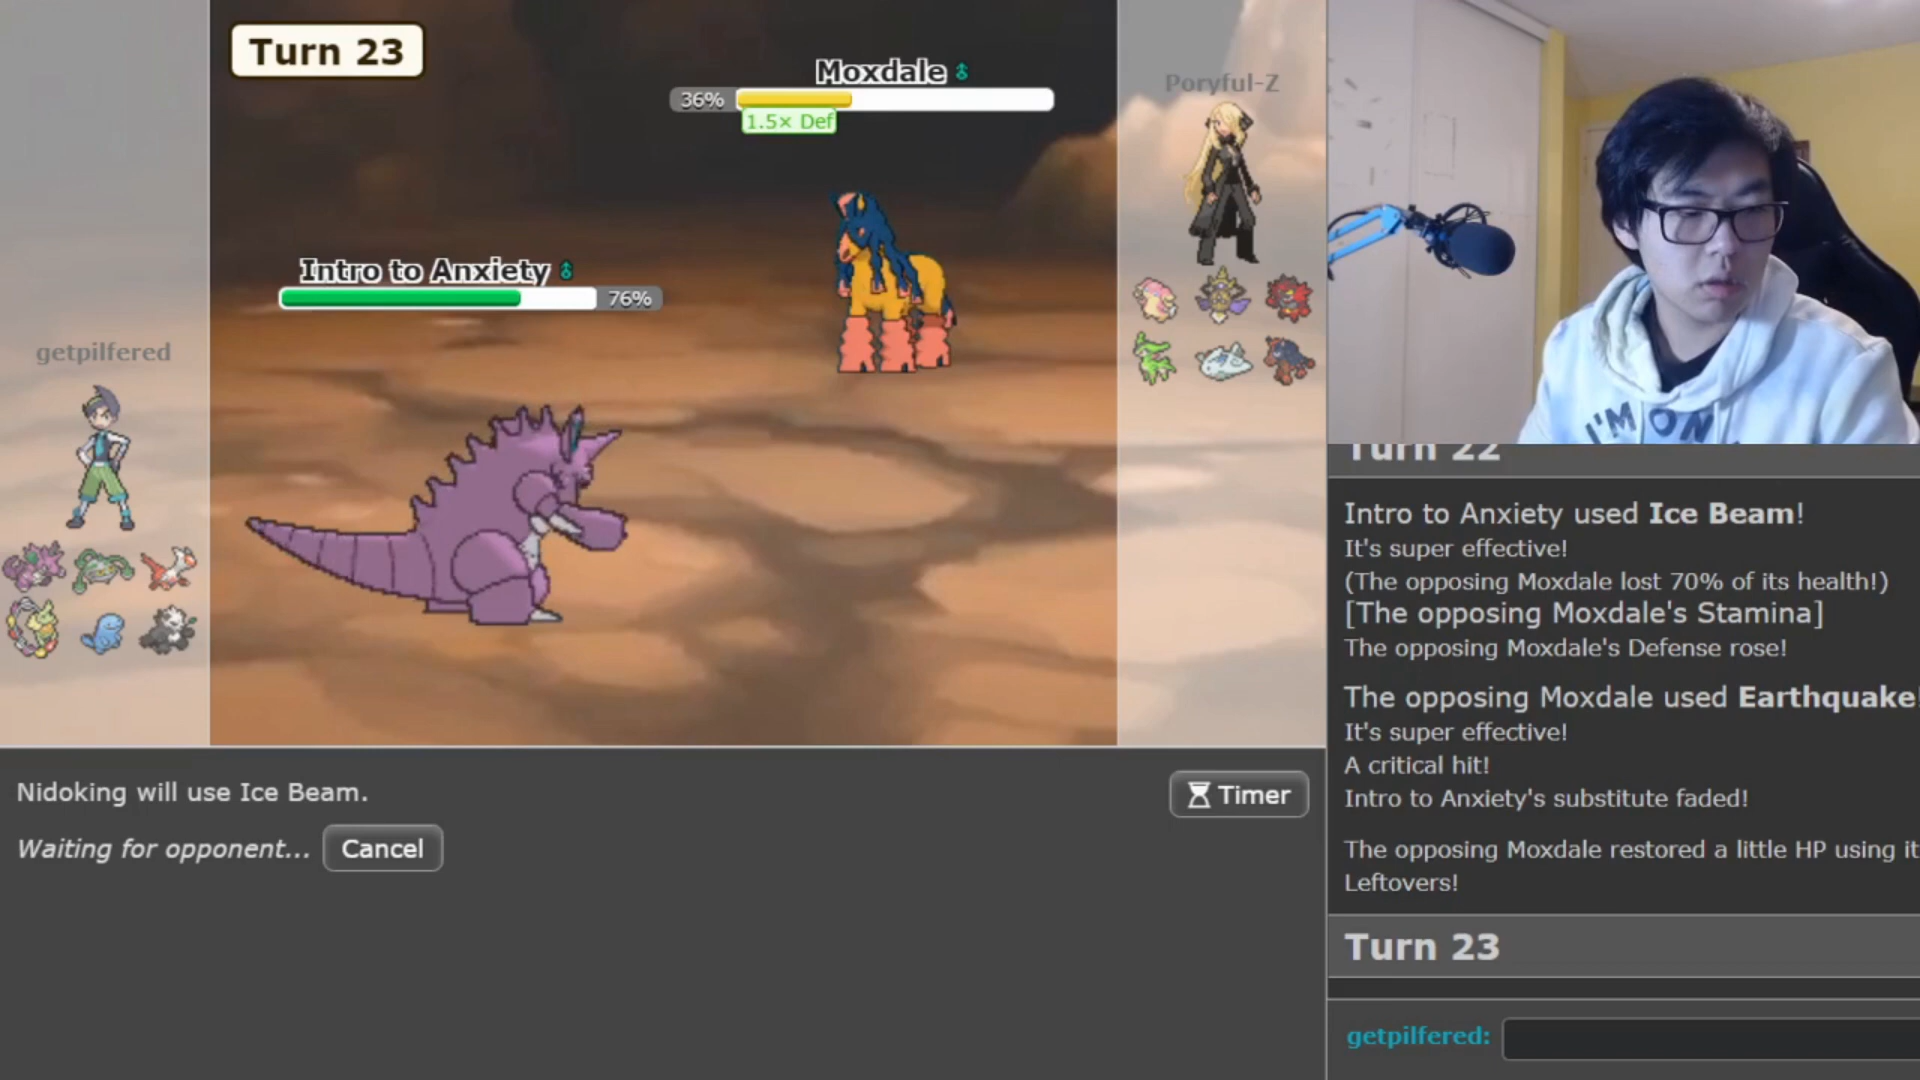 Turn 23
Moxdale
36%
1.5× Def
Intro to Anxiety
76%
getpilfered
Poryful-Z
I'M ON
Turn 22
Intro to Anxiety used Ice Beam!
It's super effective!
(The opposing Moxdale lost 70% of its health!)
[The opposing Moxdale's Stamina]
The opposing Moxdale's Defense rose!
The opposing Moxdale used Earthquake!
It's super effective!
A critical hit!
Intro to Anxiety's substitute faded!
The opposing Moxdale restored a little HP using it
Leftovers!
Turn 23
getpilfered:
Nidoking will use Ice Beam.
Timer
Waiting for opponent...
Cancel